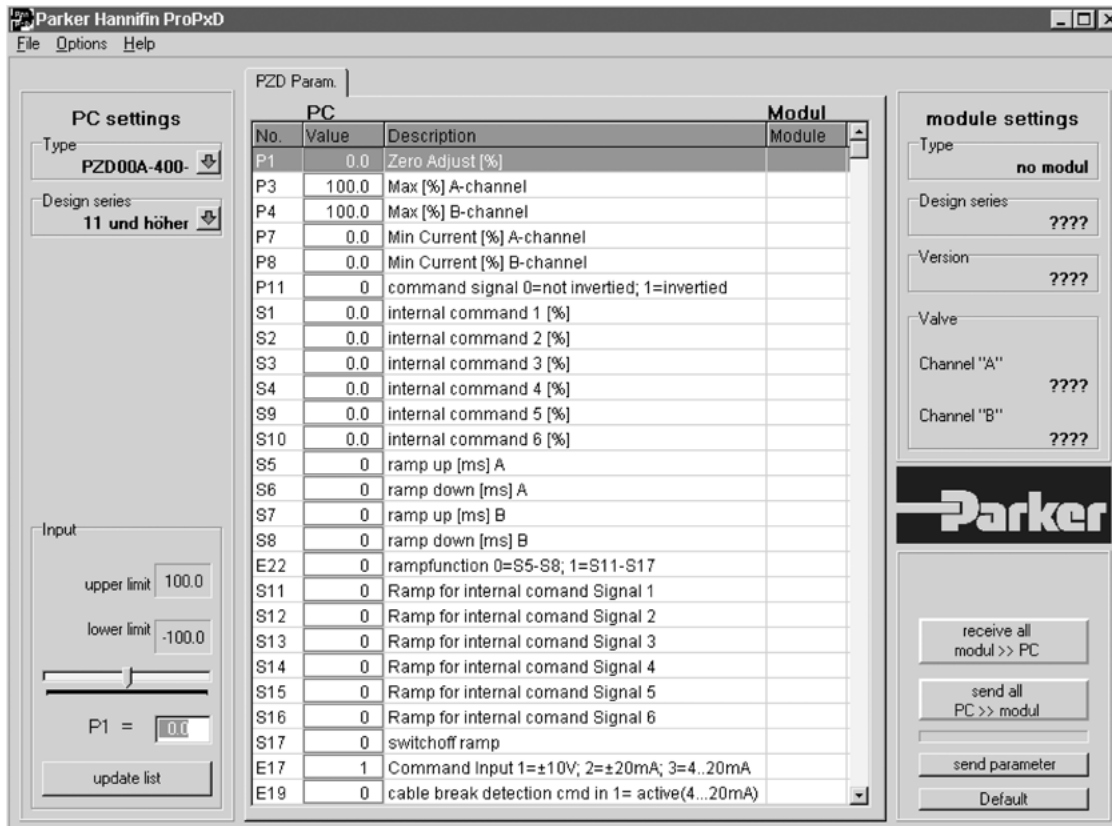 Parker Hannifin ProPxD
File Options Help
PC settings
Type
PZD00A-400-
Design series
11 und höher
Input
upper limit 100.0
lower limit -100.0
P1 = 0.0
update list
PZD Param.
PC Modul
No. Value Description Module
P1 0.0 Zero Adjust [%]
P3 100.0 Max [%] A-channel
P4 100.0 Max [%] B-channel
P7 0.0 Min Current [%] A-channel
P8 0.0 Min Current [%] B-channel
P11 0 command signal 0=not invertied; 1=invertied
S1 0.0 internal command 1 [%]
S2 0.0 internal command 2 [%]
S3 0.0 internal command 3 [%]
S4 0.0 internal command 4 [%]
S9 0.0 internal command 5 [%]
S10 0.0 internal command 6 [%]
S5 0 ramp up [ms] A
S6 0 ramp down [ms] A
S7 0 ramp up [ms] B
S8 0 ramp down [ms] B
E22 0 rampfunction 0=S5-S8; 1=S11-S17
S11 0 Ramp for internal comand Signal 1
S12 0 Ramp for internal comand Signal 2
S13 0 Ramp for internal comand Signal 3
S14 0 Ramp for internal comand Signal 4
S15 0 Ramp for internal comand Signal 5
S16 0 Ramp for internal comand Signal 6
S17 0 switchoff ramp
E17 1 Command Input 1=±10V; 2=±20mA; 3=4..20mA
E19 0 cable break detection cmd in 1= active(4...20mA)
module settings
Type
no modul
Design series
????
Version
????
Valve
Channel "A"
????
Channel "B"
????
Parker
receive all
modul >> PC
send all
PC >> modul
send parameter
Default